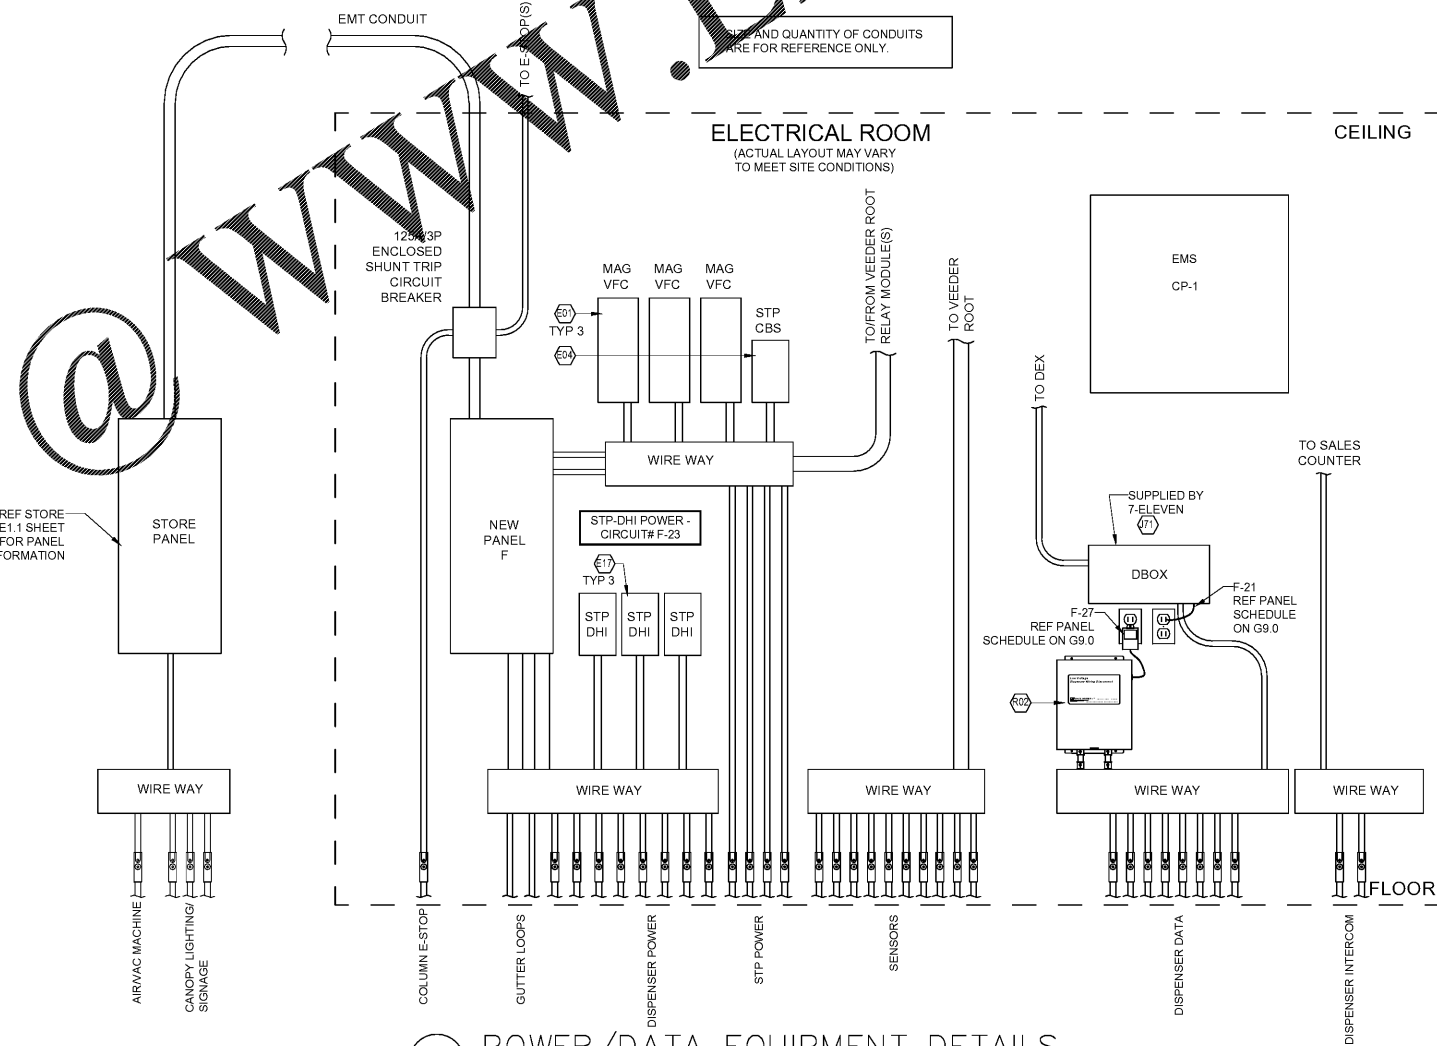 EMT CONDUIT
TO E-STOP(S)
SIZE AND QUANTITY OF CONDUITS
ARE FOR REFERENCE ONLY.
@ WWW.
ELECTRICAL ROOM
(ACTUAL LAYOUT MAY VARY
TO MEET SITE CONDITIONS)
CEILING
125A/3P
ENCLOSED
SHUNT TRIP
CIRCUIT
BREAKER
MAG
VFC
MAG
VFC
MAG
VFC
E01
TYP 3
E04
STP
CBS
TO/FROM VEEDER ROOT
RELAY MODULE(S)
TO VEEDER
ROOT
EMS
CP-1
TO DEX
TO SALES
COUNTER
WIRE WAY
REF STORE
E1.1 SHEET
FOR PANEL
FORMATION
STORE
PANEL
NEW
PANEL
F
STP-DHI POWER -
CIRCUIT# F-23
E17
TYP 3
STP
DHI
STP
DHI
STP
DHI
SUPPLIED BY
7-ELEVEN
J71
DBOX
F-27
REF PANEL
SCHEDULE ON G9.0
F-21
REF PANEL
SCHEDULE
ON G9.0
R02
WIRE WAY
WIRE WAY
WIRE WAY
WIRE WAY
WIRE WAY
FLOOR
AIR/VAC MACHINE
CANOPY LIGHTING/
SIGNAGE
COLUMN E-STOP
GUTTER LOOPS
DISPENSER POWER
STP POWER
SENSORS
DISPENSER DATA
DISPENSER INTERCOM
POWER/DATA EQUIPMENT DETAILS